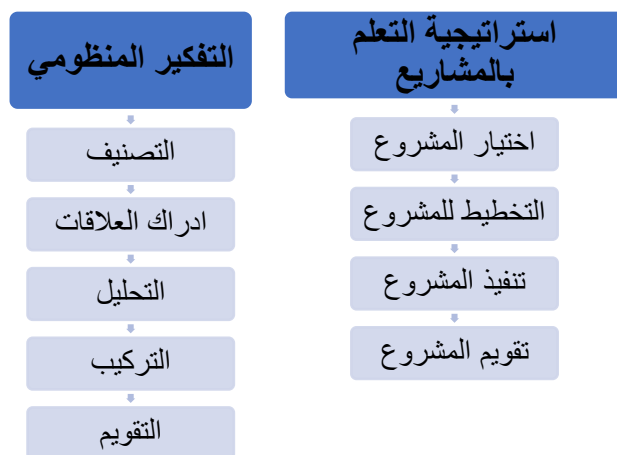 استراتيجية التعلم
بالمشاريع
اختيار المشروع
التخطيط للمشروع
تنفيذ المشروع
تقويم المشروع
التفكير المنظومي
التصنيف
ادراك العلاقات
التحليل
التركيب
التقويم